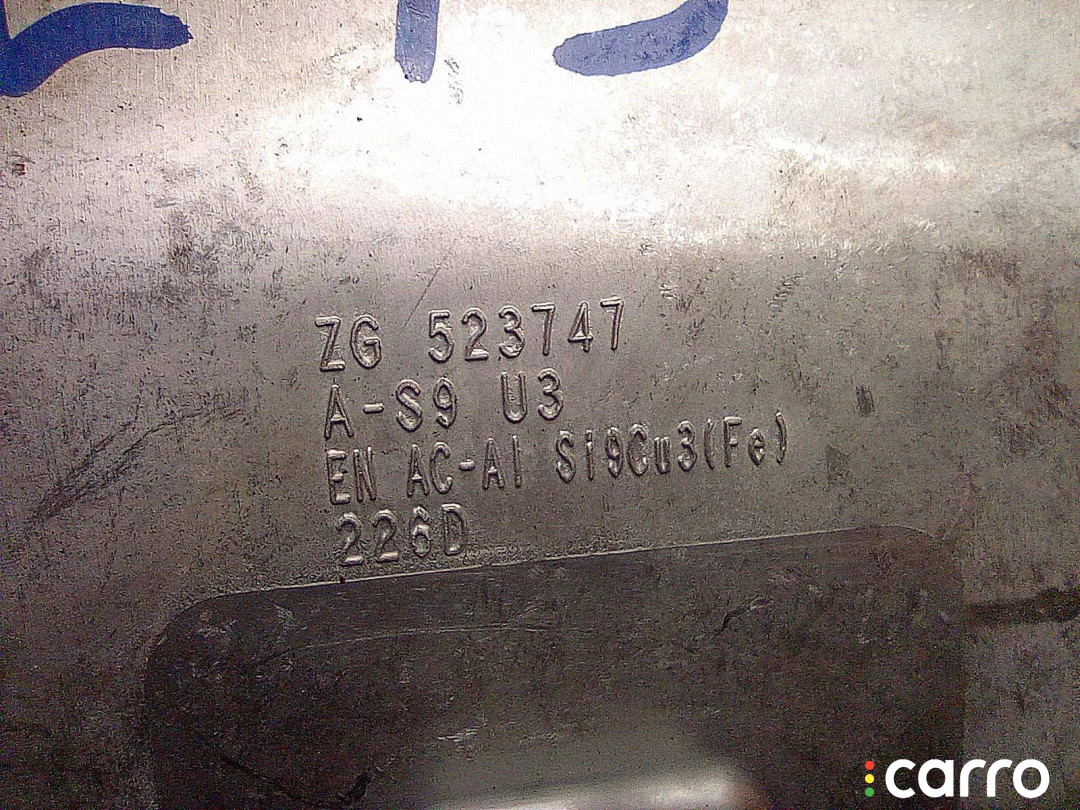 ZG 523747
A-S9 U3
EN AC-Al Si9Cu3(Fe)
226D
carro